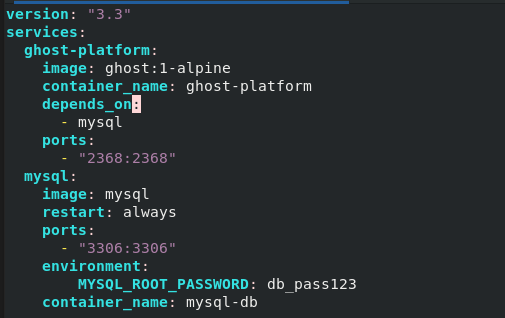 version: "3.3"
services:
  ghost-platform:
    image: ghost:1-alpine
    container_name: ghost-platform
    depends_on:
      - mysql
    ports:
      - "2368:2368"
  mysql:
    image: mysql
    restart: always
    ports:
      - "3306:3306"
    environment:
        MYSQL_ROOT_PASSWORD: db_pass123
    container_name: mysql-db